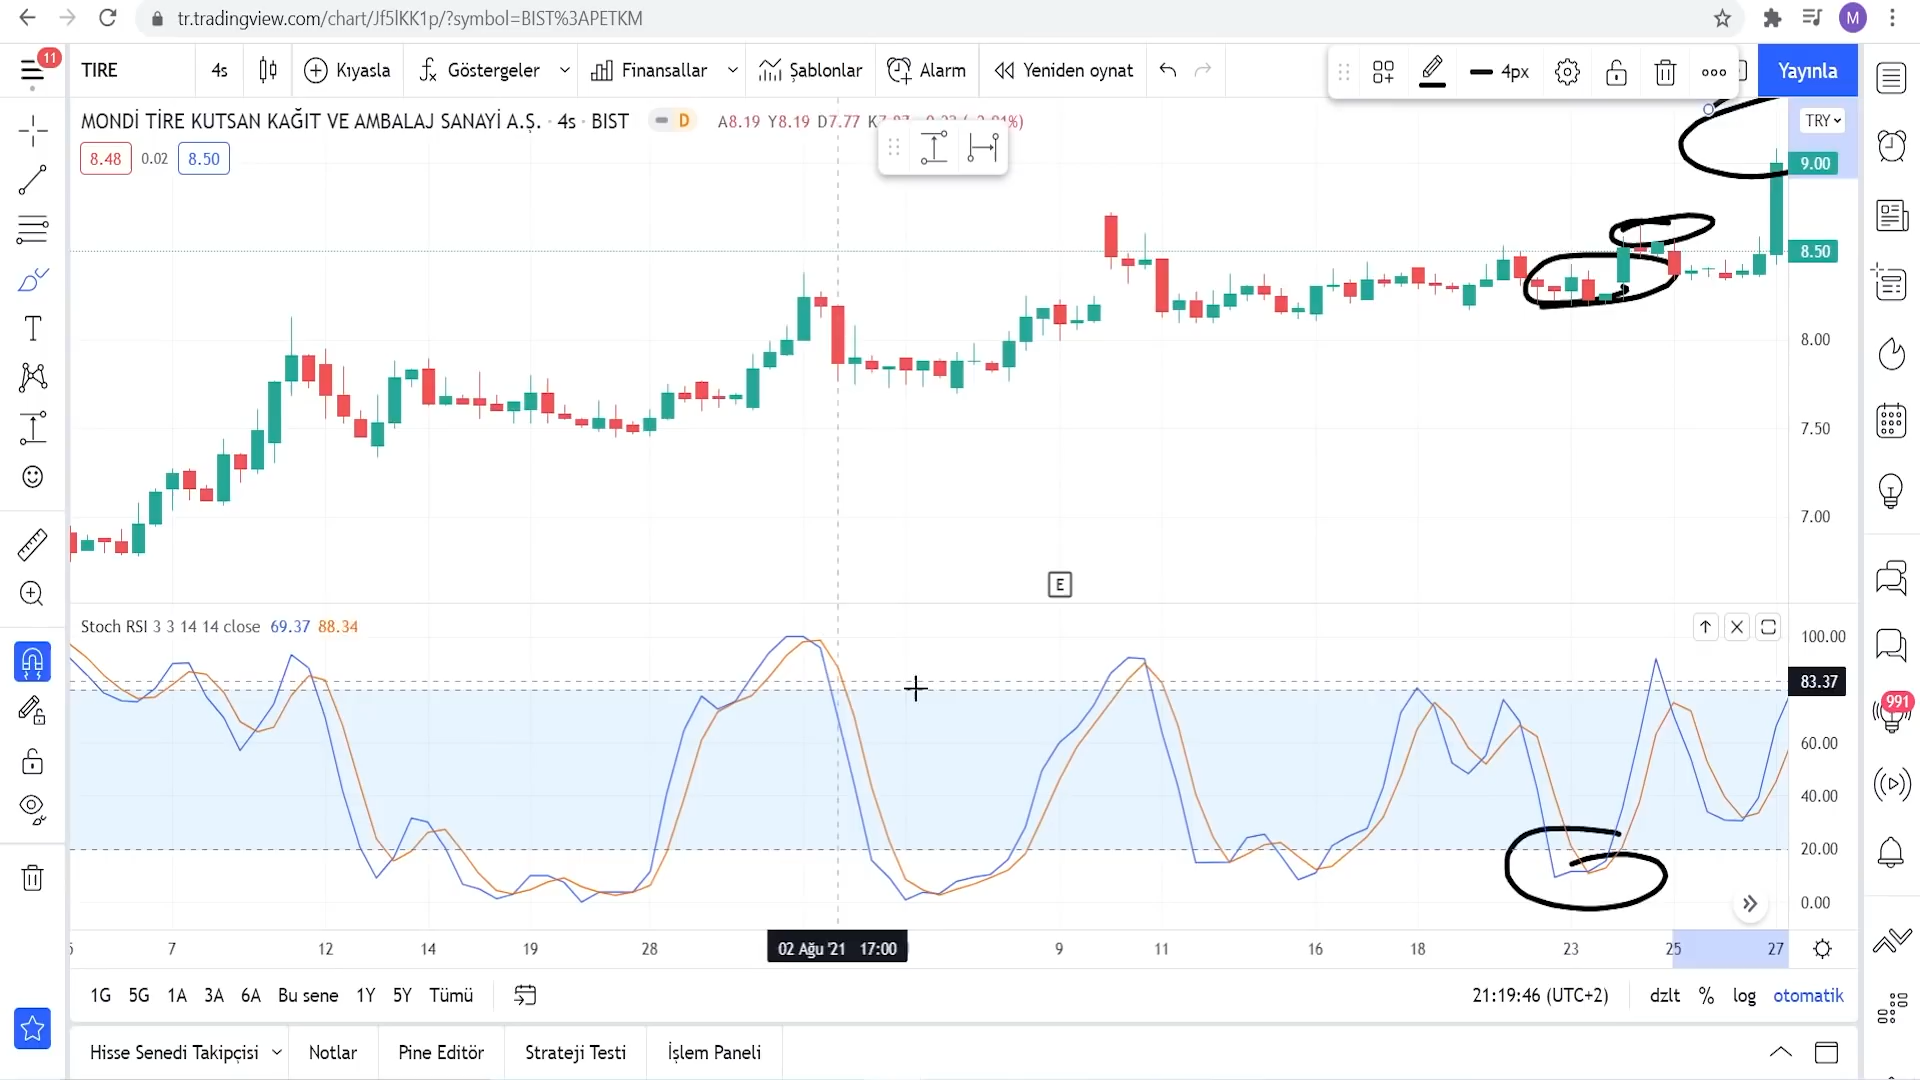 tr.tradingview.com/chart/Jf5lKK1p/?symbol=BIST%3APETKM
M
11
TIRE
4s
Kıyasla
Göstergeler
Finansallar
Şablonlar
Alarm
Yeniden oynat
4px
Yayınla
MONDİ TİRE KUTSAN KAĞIT VE AMBALAJ SANAYİ A.Ş. · 4s · BIST
D
A8.19 Y8.19 D7.77
TRY
8.48
0.02
8.50
9.00
8.50
8.00
7.50
7.00
E
Stoch RSI 3 3 14 14 close 69.37 88.34
100.00
83.37
60.00
40.00
20.00
0.00
991
7
12
14
19
28
02 Ağu '21 17:00
9
11
16
18
23
25
27
1G
5G
1A
3A
6A
Bu sene
1Y
5Y
Tümü
21:19:46 (UTC+2)
dzlt
%
log
otomatik
Hisse Senedi Takipçisi
Notlar
Pine Editör
Strateji Testi
İşlem Paneli